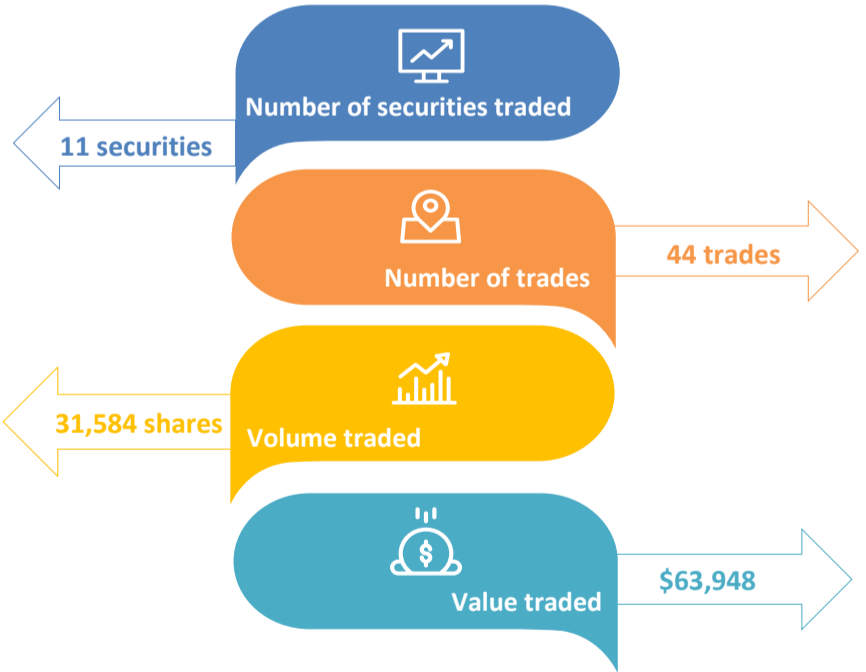 Number of securities traded
11 securities
Number of trades
44 trades
Volume traded
31,584 shares
Value traded
$63,948